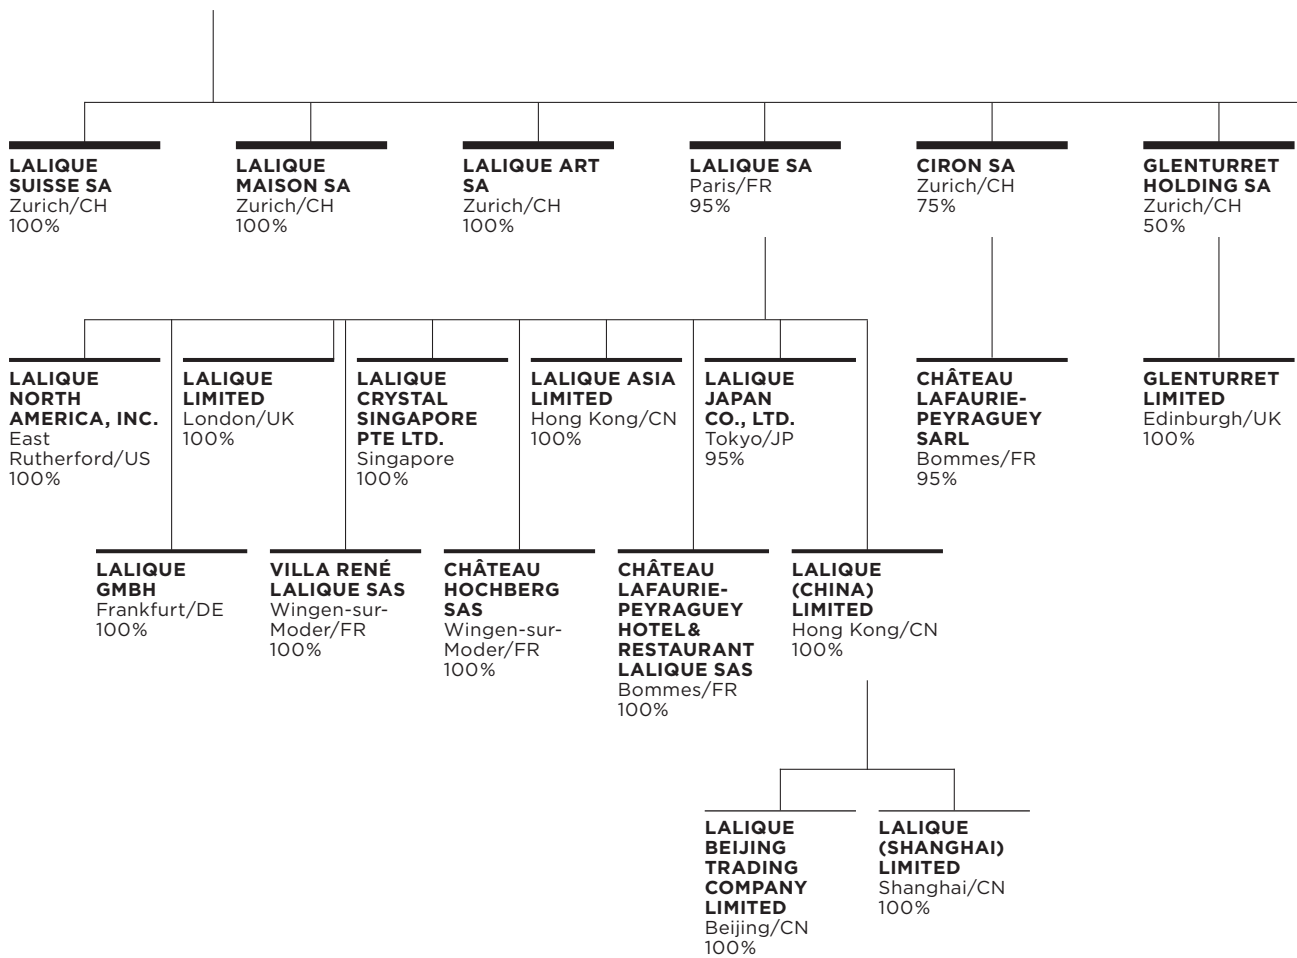 LALIQUE
SUISSE SA
Zurich/CH
100%
LALIQUE
MAISON SA
Zurich/CH
100%
LALIQUE ART
SA
Zurich/CH
100%
LALIQUE SA
Paris/FR
95%
CIRON SA
Zurich/CH
75%
GLENTURRET
HOLDING SA
Zurich/CH
50%
LALIQUE
NORTH
AMERICA, INC.
East
Rutherford/US
100%
LALIQUE
LIMITED
London/UK
100%
LALIQUE
CRYSTAL
SINGAPORE
PTE LTD.
Singapore
100%
LALIQUE ASIA
LIMITED
Hong Kong/CN
100%
LALIQUE
JAPAN
CO., LTD.
Tokyo/JP
95%
CHÂTEAU
LAFAURIE-
PEYRAGUEY
SARL
Bommes/FR
95%
GLENTURRET
LIMITED
Edinburgh/UK
100%
LALIQUE
GMBH
Frankfurt/DE
100%
VILLA RENÉ
LALIQUE SAS
Wingen-sur-
Moder/FR
100%
CHÂTEAU
HOCHBERG
SAS
Wingen-sur-
Moder/FR
100%
CHÂTEAU
LAFAURIE-
PEYRAGUEY
HOTEL &
RESTAURANT
LALIQUE SAS
Bommes/FR
100%
LALIQUE
(CHINA)
LIMITED
Hong Kong/CN
100%
LALIQUE
BEIJING
TRADING
COMPANY
LIMITED
Beijing/CN
100%
LALIQUE
(SHANGHAI)
LIMITED
Shanghai/CN
100%